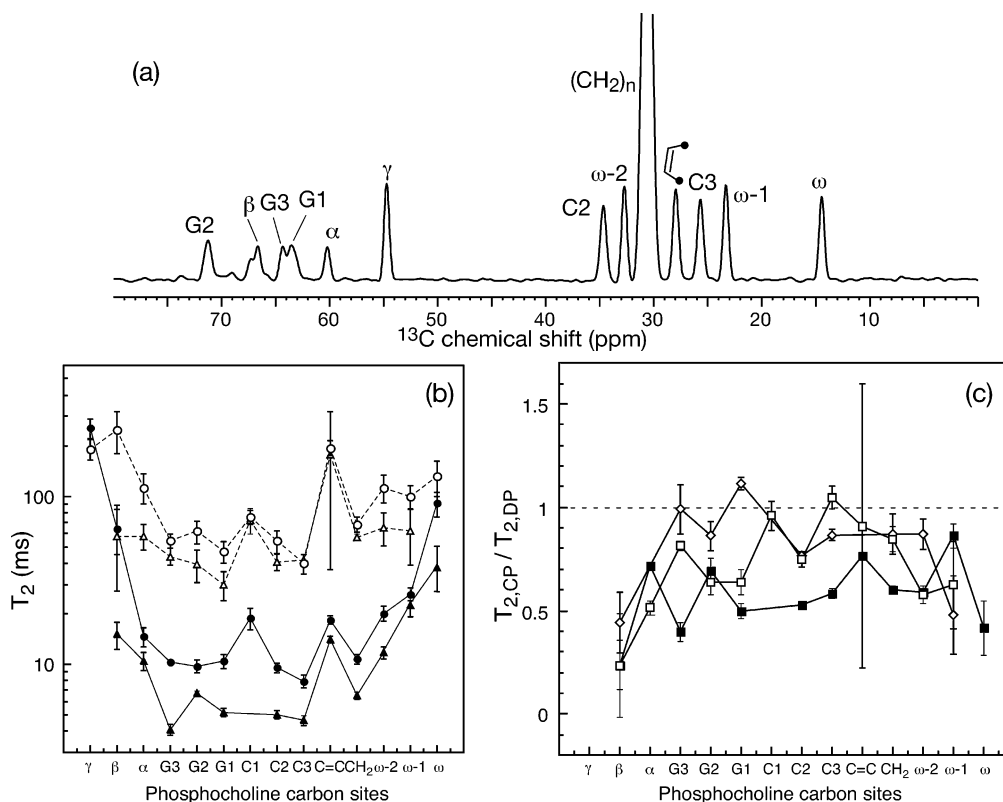 (a)
(CH2)n
γ
ω-2
C3
ω-1
ω
C2
G2
β
G3
G1
α
70
60
50
40
30
20
10
13C chemical shift (ppm)
(b)
100
10
T2 (ms)
γ β α G3 G2 G1 C1 C2 C3 C=C CH2 ω-2 ω-1 ω
Phosphocholine carbon sites
(c)
1.5
1
0.5
0
T2,CP / T2,DP
γ β α G3 G2 G1 C1 C2 C3 C=C CH2 ω-2 ω-1 ω
Phosphocholine carbon sites